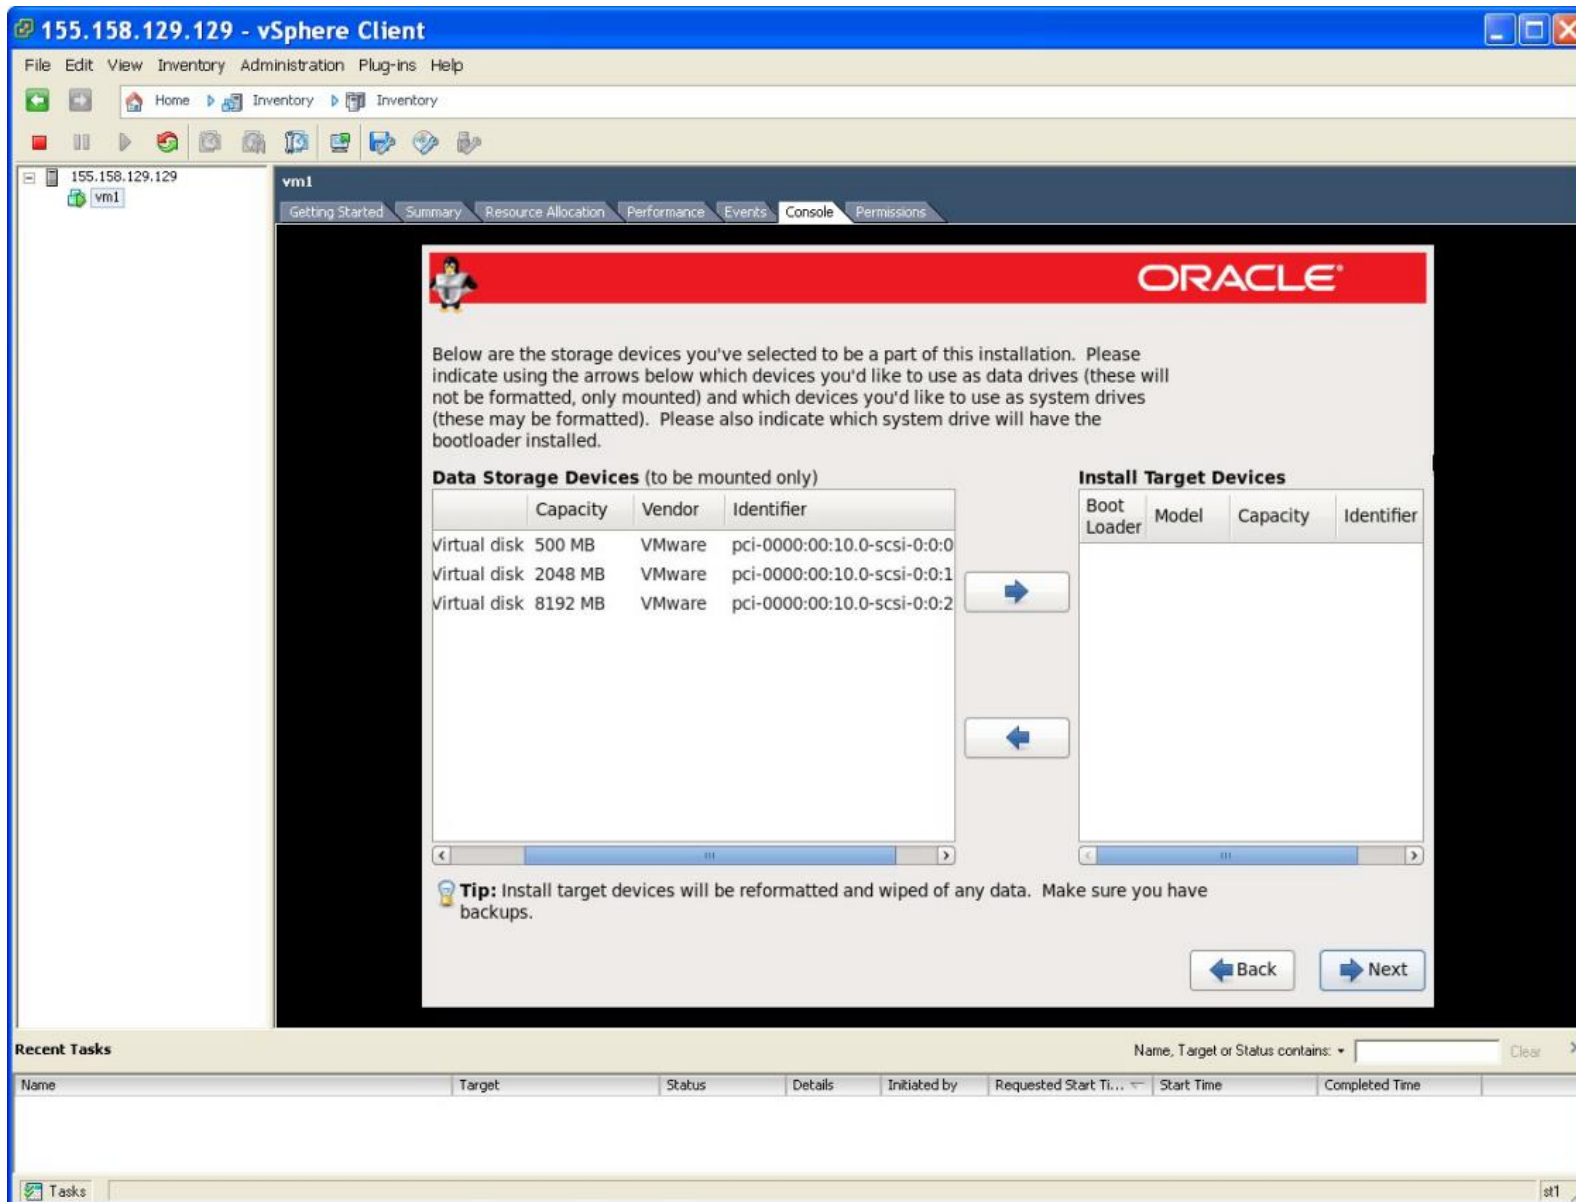 155.158.129.129 - vSphere Client
File Edit View Inventory Administration Plug-ins Help
Home Inventory Inventory
155.158.129.129
vm1
vm1
Getting Started Summary Resource Allocation Performance Events Console Permissions
ORACLE
Below are the storage devices you've selected to be a part of this installation. Please
indicate using the arrows below which devices you'd like to use as data drives (these will
not be formatted, only mounted) and which devices you'd like to use as system drives
(these may be formatted). Please also indicate which system drive will have the
bootloader installed.
Data Storage Devices (to be mounted only)
Capacity Vendor Identifier
Virtual disk 500 MB VMware pci-0000:00:10.0-scsi-0:0:0
Virtual disk 2048 MB VMware pci-0000:00:10.0-scsi-0:0:1
Virtual disk 8192 MB VMware pci-0000:00:10.0-scsi-0:0:2
Install Target Devices
Boot Loader Model Capacity Identifier
Tip: Install target devices will be reformatted and wiped of any data. Make sure you have
backups.
Back Next
Recent Tasks
Name, Target or Status contains: Clear
Name Target Status Details Initiated by Requested Start Ti... Start Time Completed Time
Tasks
st1